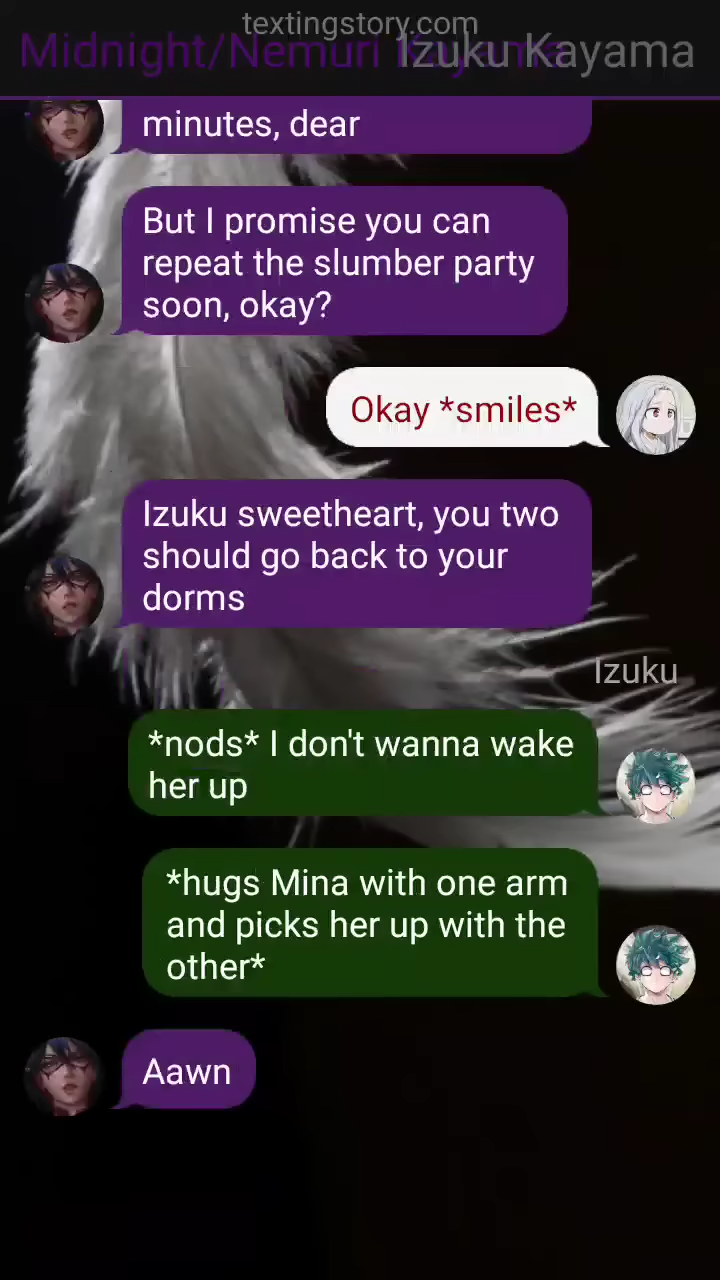 textingstory.com
Midnight/Nemuri Kayama
Izuku Kayama
minutes, dear
But I promise you can
repeat the slumber party
soon, okay?
Okay *smiles*
Izuku sweetheart, you two
should go back to your
dorms
Izuku
*nods* I don't wanna wake
her up
*hugs Mina with one arm
and picks her up with the
other*
Aawn